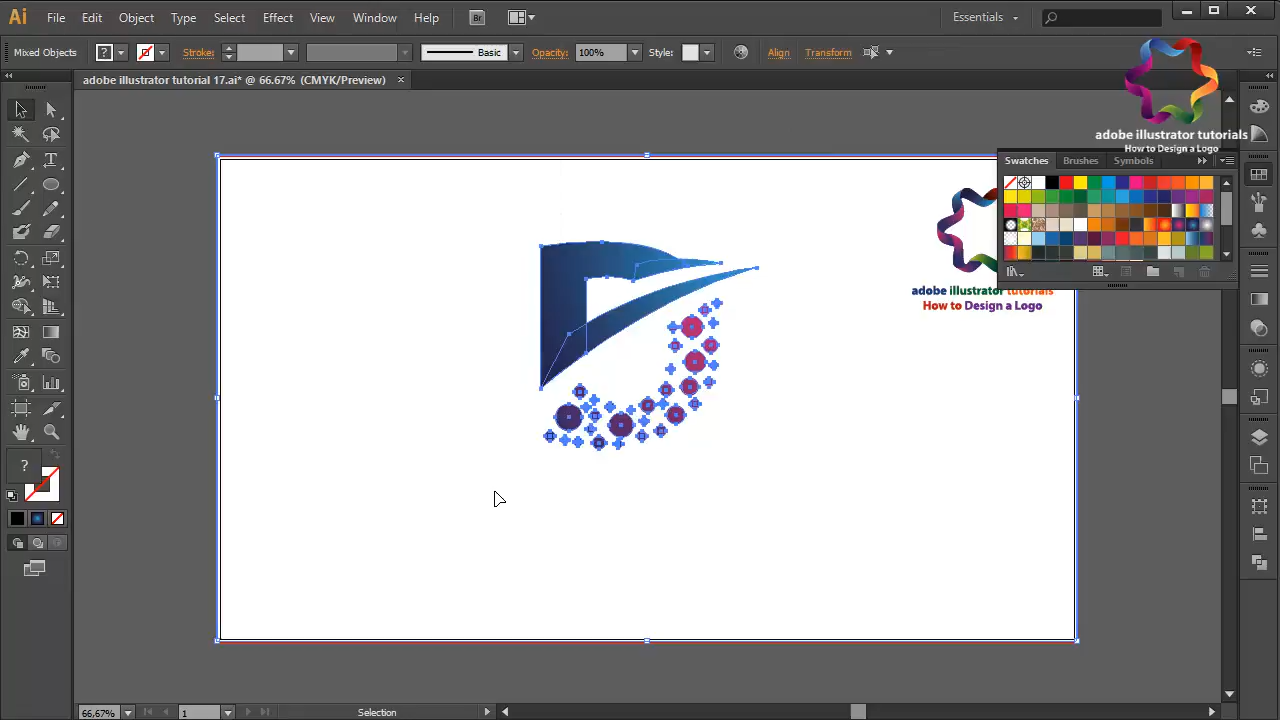 Ai File Edit Object Type Select Effect View Window Help Br Essentials
Mixed Objects ? Stroke: Basic Opacity: 100% Style: Align Transform
adobe illustrator tutorial 17.ai* @ 66.67% (CMYK/Preview)
adobe illustrator tutorials
How to Design a Logo
Swatches Brushes Symbols
adobe illustrator tutorials
How to Design a Logo
T
?
66,67% 1 Selection